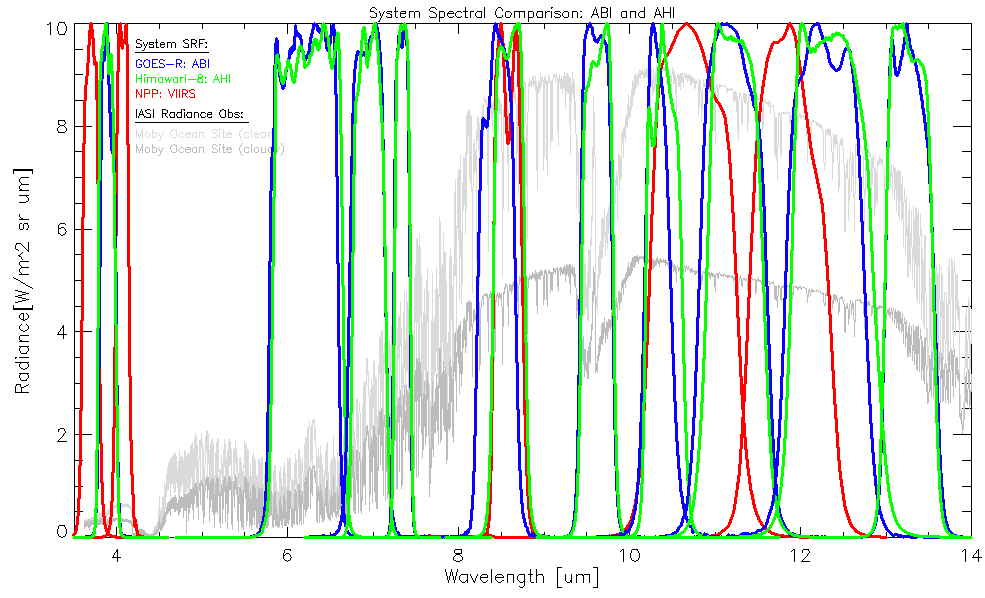 System Spectral Comparison: ABI and AHI
System SRF:
GOES-R: ABI
Himawari-8: AHI
NPP: VIIRS
IASI Radiance Obs:
Moby Ocean Site (clear)
Moby Ocean Site (cloudy)
Radiance[W/m^2 sr um]
10
8
6
4
2
0
4 6 8 10 12 14
Wavelength [um]